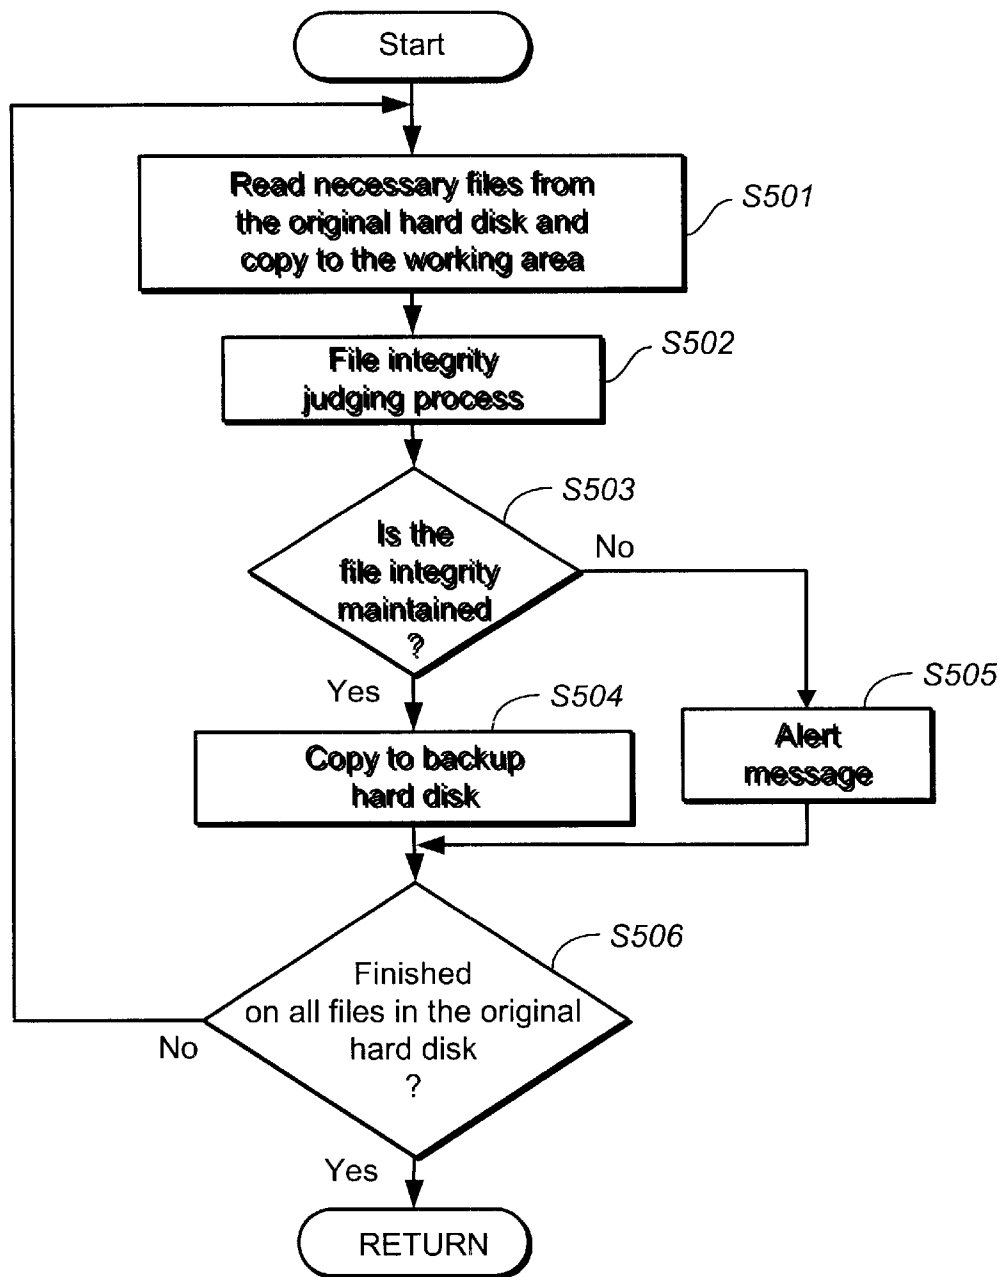 Start
Read necessary files from
the original hard disk and
copy to the working area
S501
File integrity
judging process
S502
Is the
file integrity
maintained
?
S503
No
Yes
Copy to backup
hard disk
S504
Alert
message
S505
Finished
on all files in the original
hard disk
?
S506
No
Yes
RETURN